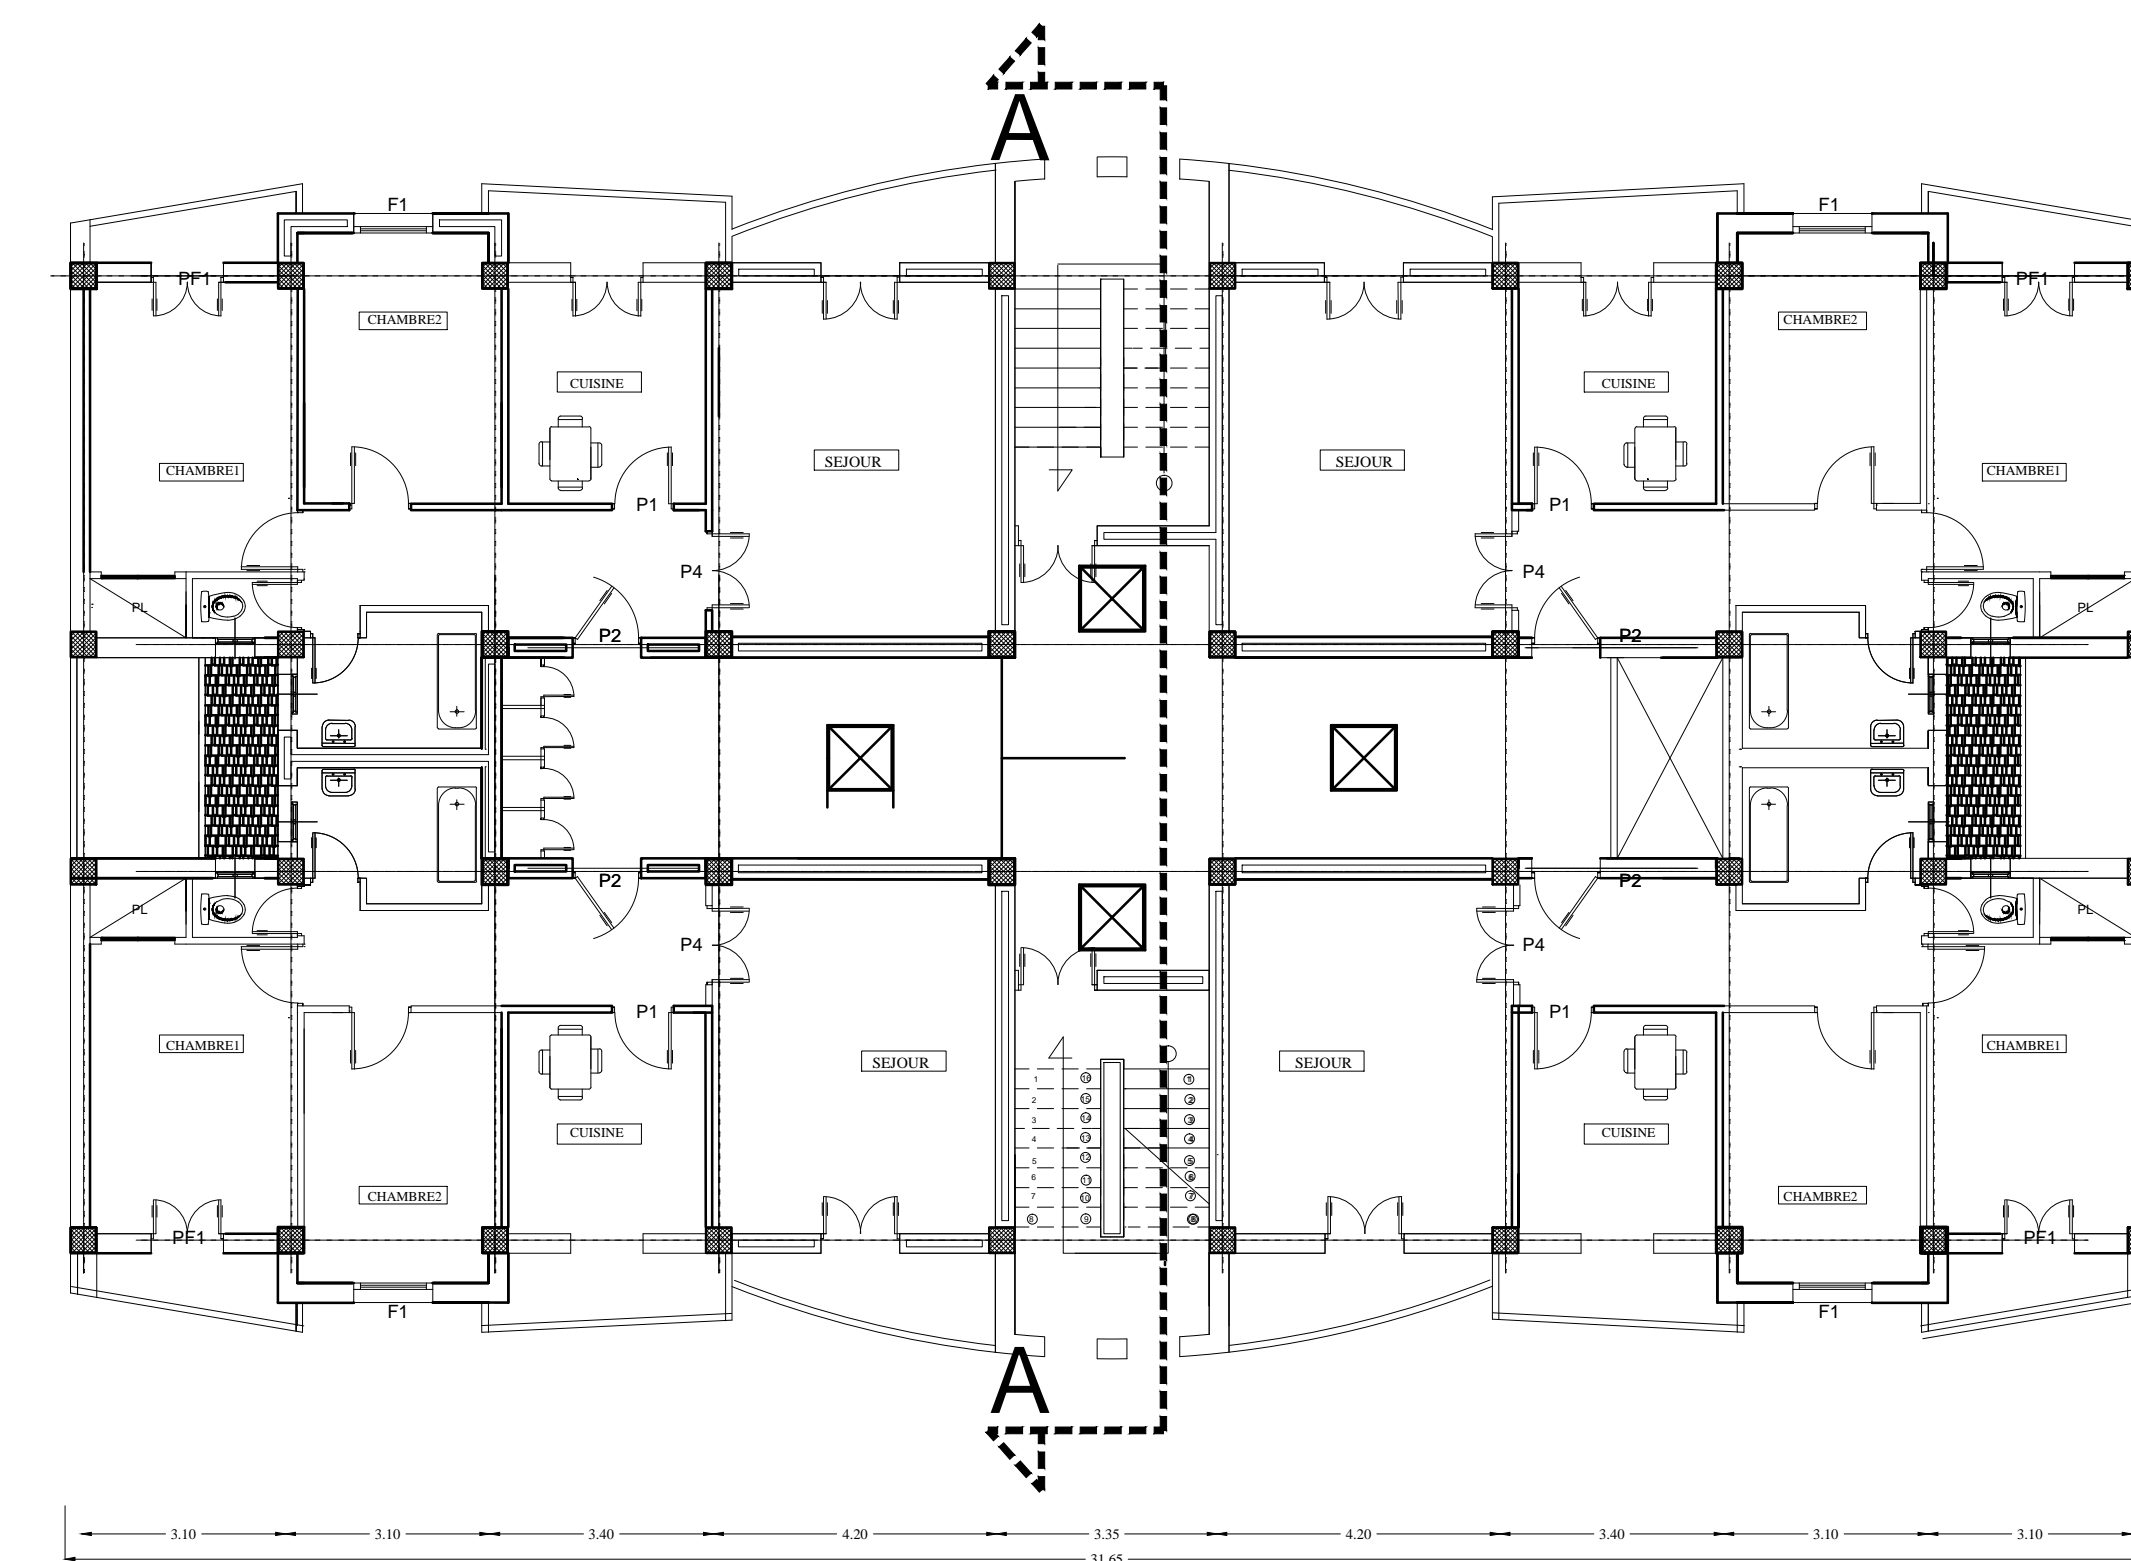 A
F1
F1
PF1
PF1
CHAMBRE2
CHAMBRE2
CUISINE
CUISINE
SEJOUR
SEJOUR
CHAMBRE1
CHAMBRE1
P1
P1
P4
P4
PL
PL
P2
P2
P2
P2
PL
PL
P4
P4
P1
P1
CHAMBRE1
CHAMBRE1
SEJOUR
SEJOUR
1 16 1
2 15 2
3 14 3
4 13 4
5 12 5
6 11 6
7 10 7
8 9 8
CUISINE
CUISINE
CHAMBRE2
CHAMBRE2
PF1
PF1
F1
F1
A
3.10 3.10 3.40 4.20 3.35 4.20 3.40 3.10 3.10
31.65